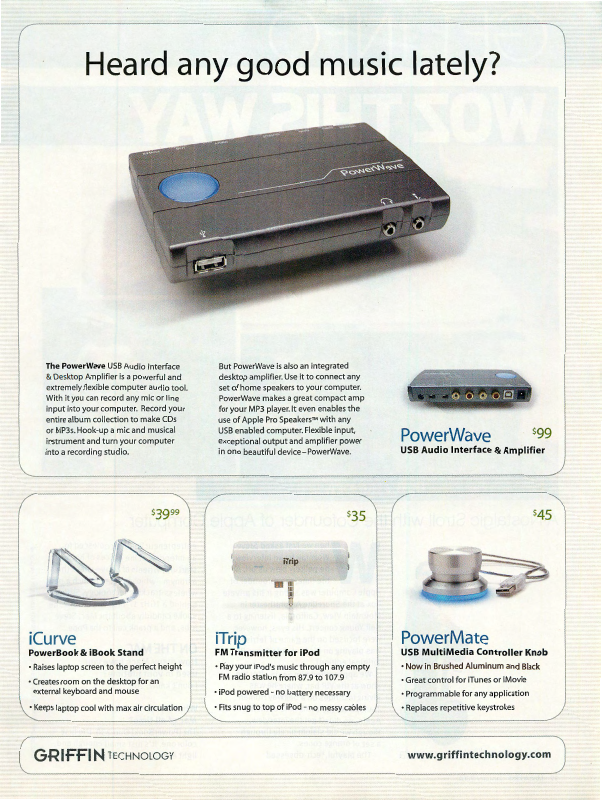 Heard any good music lately?
PowerWave
The PowerWave USB Audio Interface
& Desktop Amplifier is a powerful and
extremely flexible computer audio tool.
With it you can record any mic or line
input into your computer. Record your
entire album collection to make CDs
or MP3s. Hook-up a mic and musical
instrument and turn your computer
into a recording studio.
But PowerWave is also an integrated
desktop amplifier. Use it to connect any
set of home speakers to your computer.
PowerWave makes a great compact amp
for your MP3 player. It even enables the
use of Apple Pro Speakers™ with any
USB enabled computer. Flexible input,
exceptional output and amplifier power
in one beautiful device – PowerWave.
PowerWave $99
USB Audio Interface & Amplifier
$39.99
iCurve
PowerBook & iBook Stand
• Raises laptop screen to the perfect height
• Creates room on the desktop for an
external keyboard and mouse
• Keeps laptop cool with max air circulation
$35
iTrip
iTrip
FM Transmitter for iPod
• Play your iPod's music through any empty
FM radio station from 87.9 to 107.9
• iPod powered - no battery necessary
• Fits snug to top of iPod - no messy cables
$45
PowerMate
USB MultiMedia Controller Knob
• Now in Brushed Aluminum and Black
• Great control for iTunes or iMovie
• Programmable for any application
• Replaces repetitive keystrokes
GRIFFIN TECHNOLOGY
www.griffintechnology.com